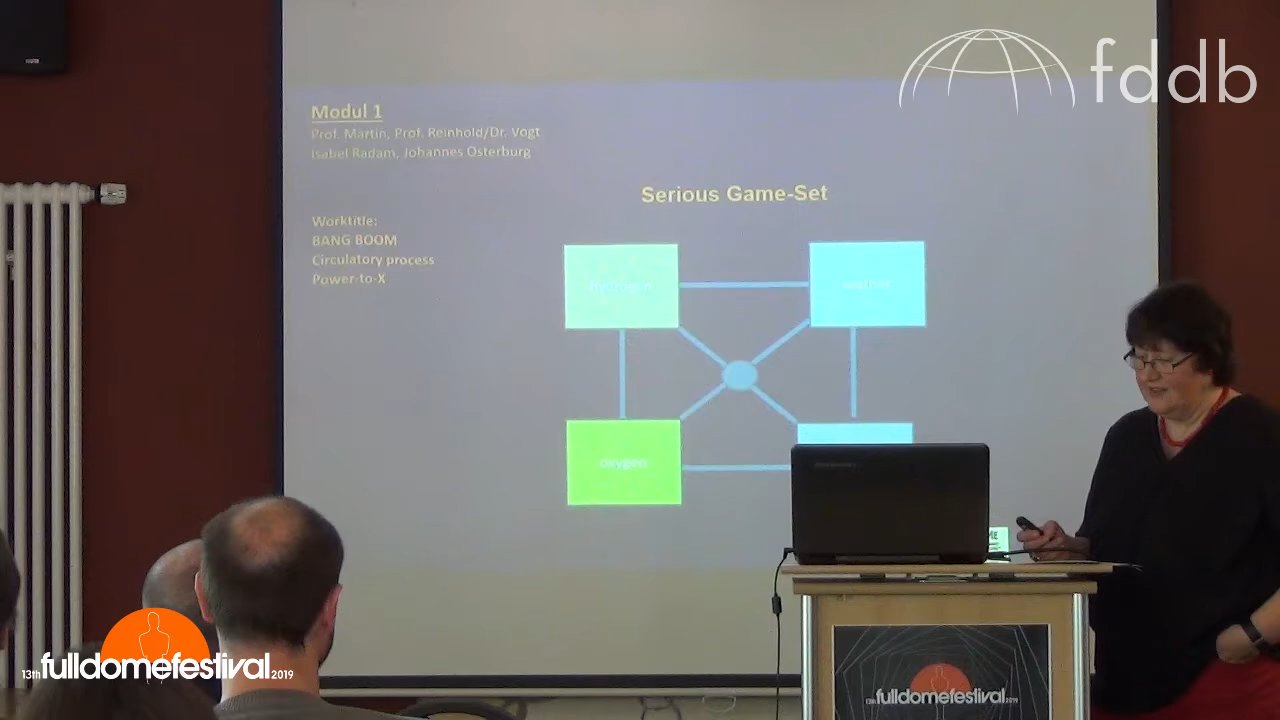 fddb
Modul 1
Prof. Martin, Prof. Reinhold/Dr. Vogt
Isabel Radam, Johannes Osterburg
Serious Game-Set
Worktitle:
BANG BOOM
Circulatory process
Power-to-X
hydrogen
oxygen
13th fulldomefestival 2019
13th fulldomefestival 2019